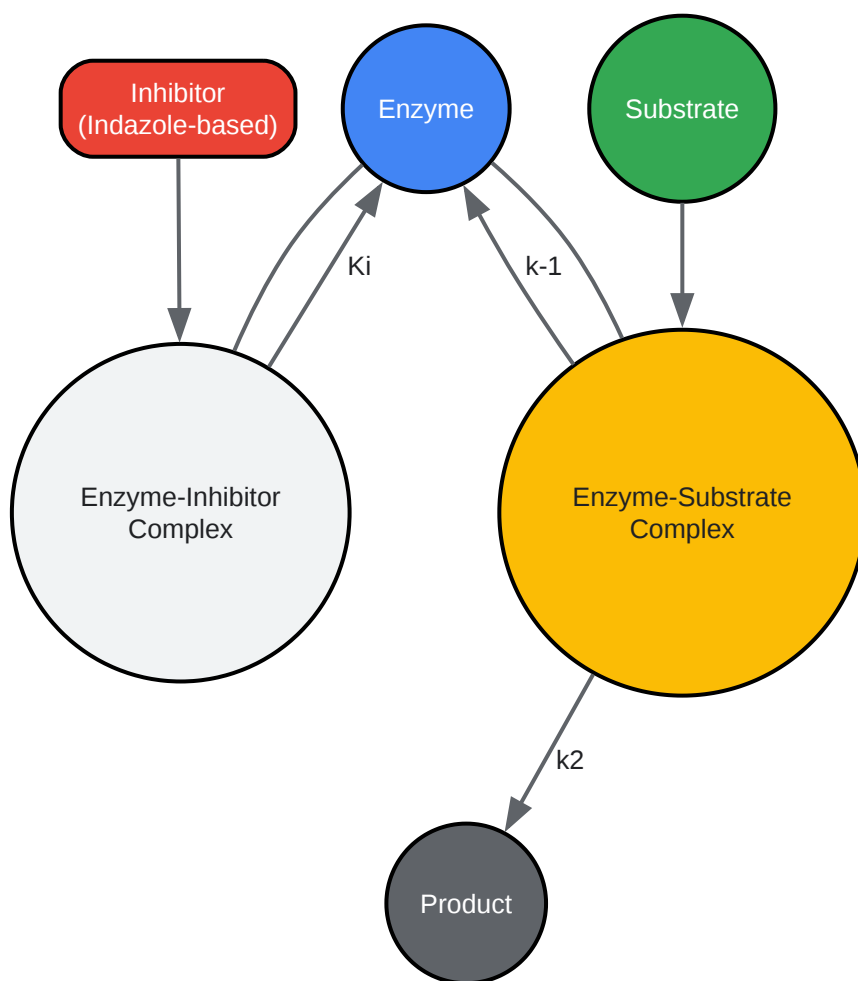 Inhibitor
(Indazole-based)
Enzyme
Substrate
Ki
k-1
Enzyme-Inhibitor
Complex
Enzyme-Substrate
Complex
k2
Product